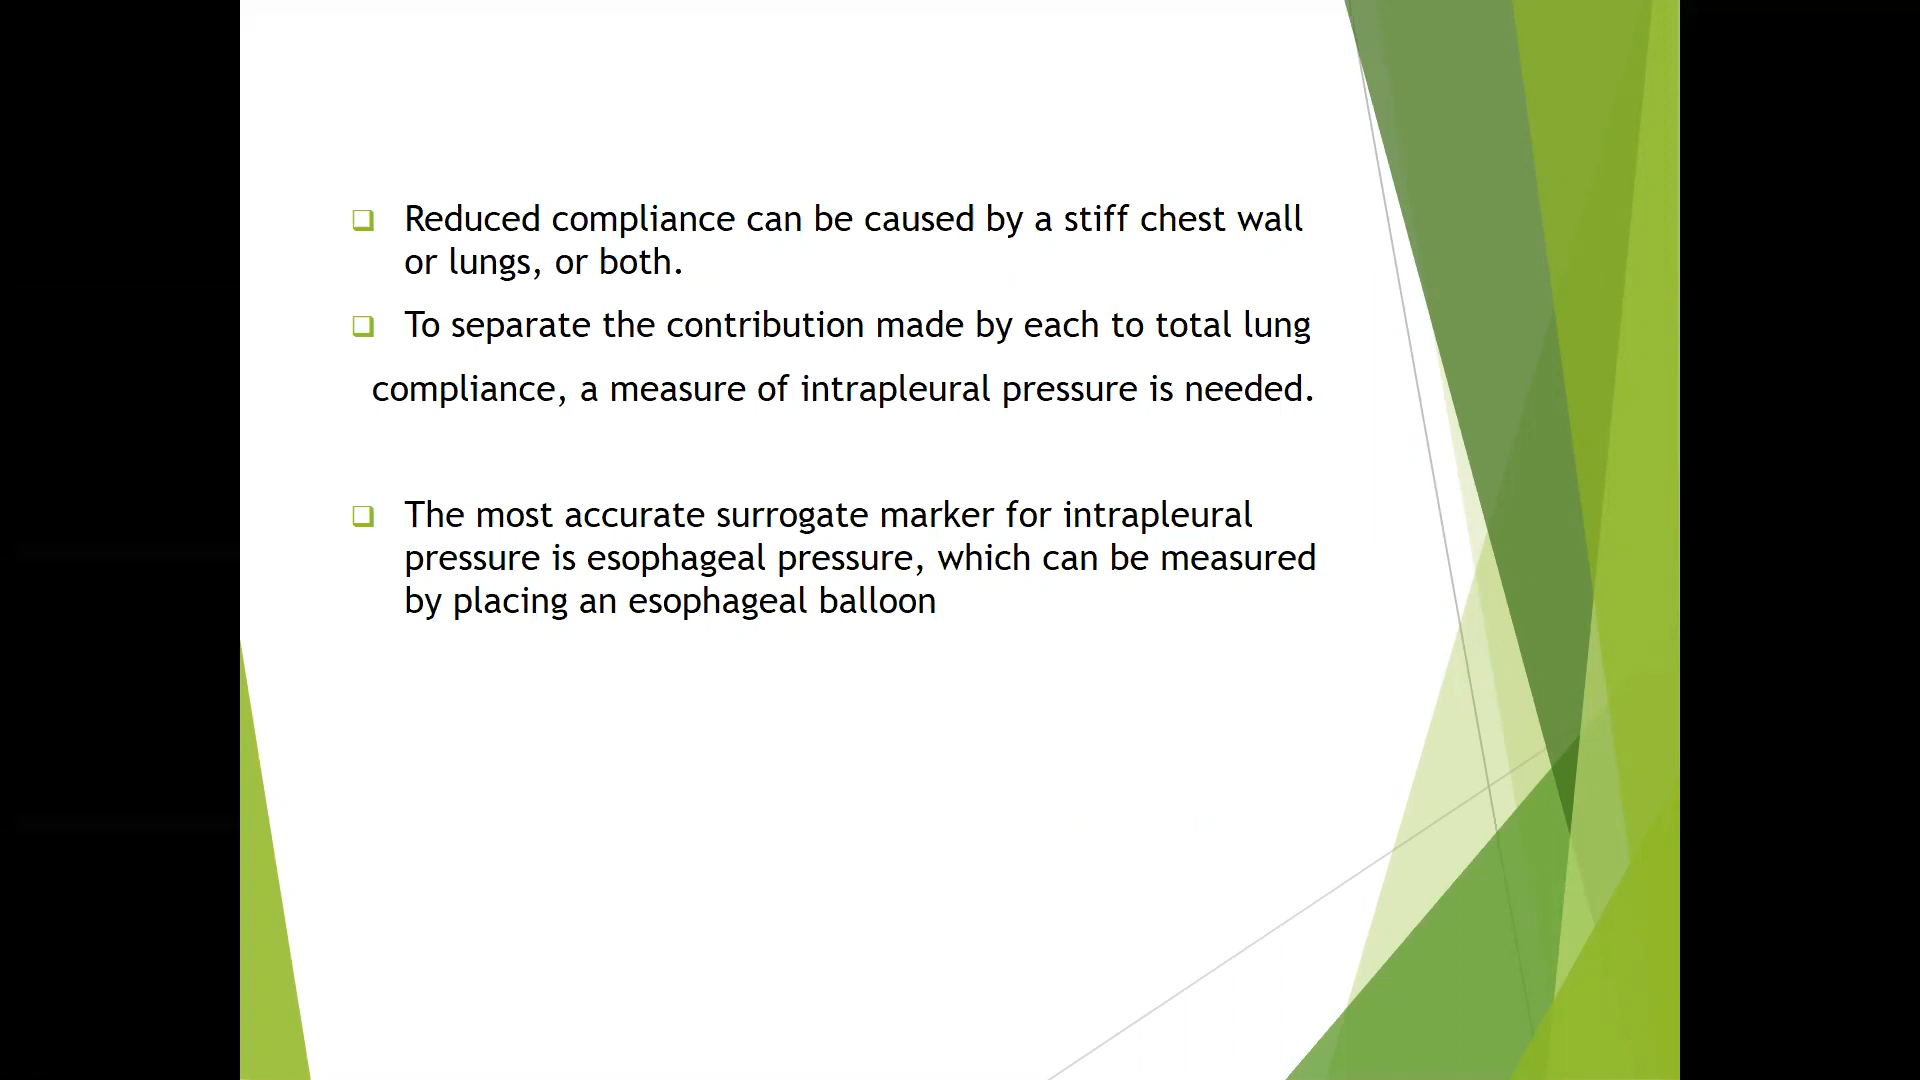 Reduced compliance can be caused by a stiff chest wall
or lungs, or both.
To separate the contribution made by each to total lung
compliance, a measure of intrapleural pressure is needed.
The most accurate surrogate marker for intrapleural
pressure is esophageal pressure, which can be measured
by placing an esophageal balloon